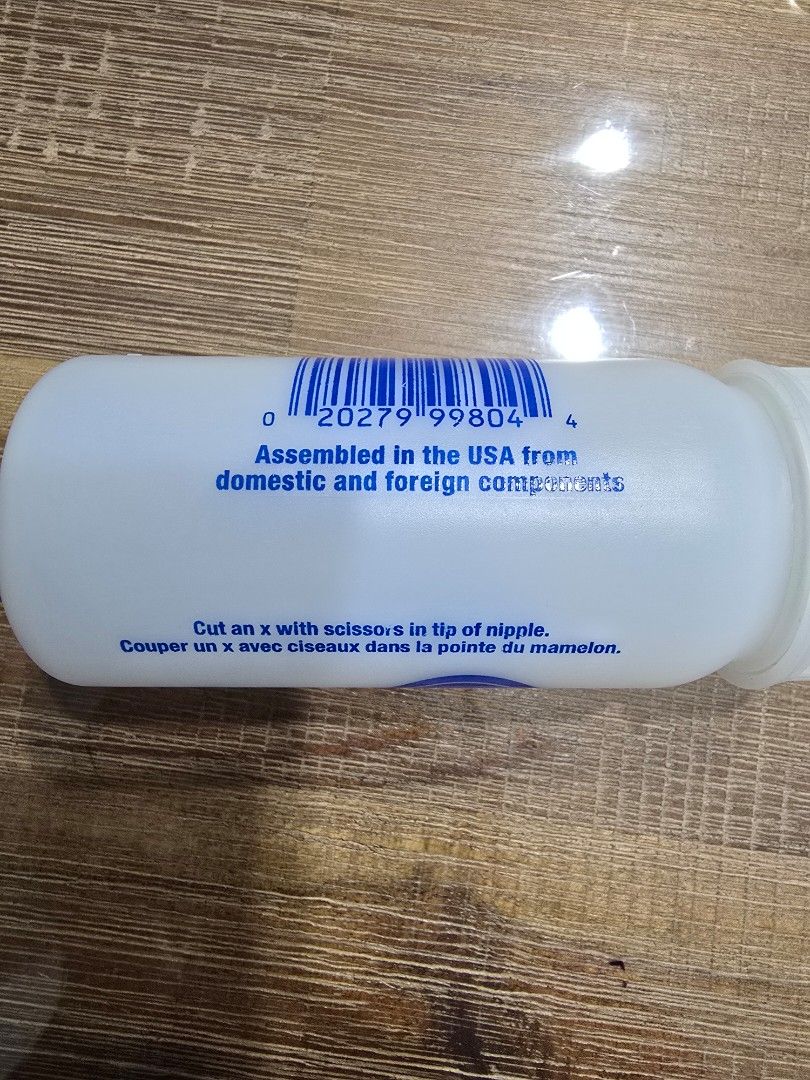 0 20279 99804 4
Assembled in the USA from
domestic and foreign components
Cut an x with scissors in tip of nipple.
Couper un x avec ciseaux dans la pointe du mamelon.